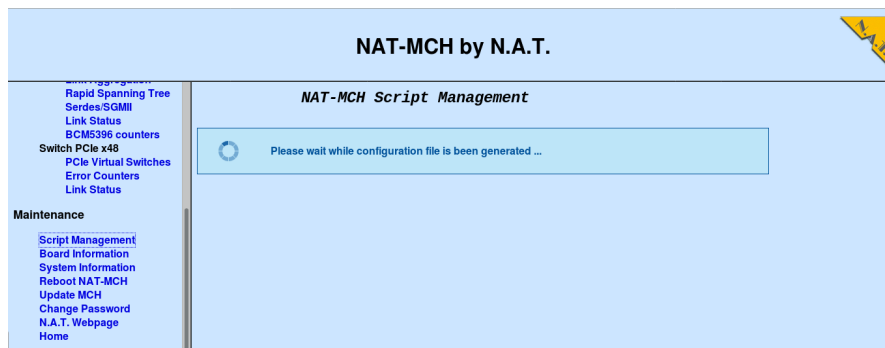 NAT-MCH by N.A.T.
N.A.T.
Link Aggregation
Rapid Spanning Tree
Serdes/SGMII
Link Status
BCM5396 counters
Switch PCIe x48
PCIe Virtual Switches
Error Counters
Link Status
Maintenance
Script Management
Board Information
System Information
Reboot NAT-MCH
Update MCH
Change Password
N.A.T. Webpage
Home
NAT-MCH Script Management
Please wait while configuration file is been generated ...